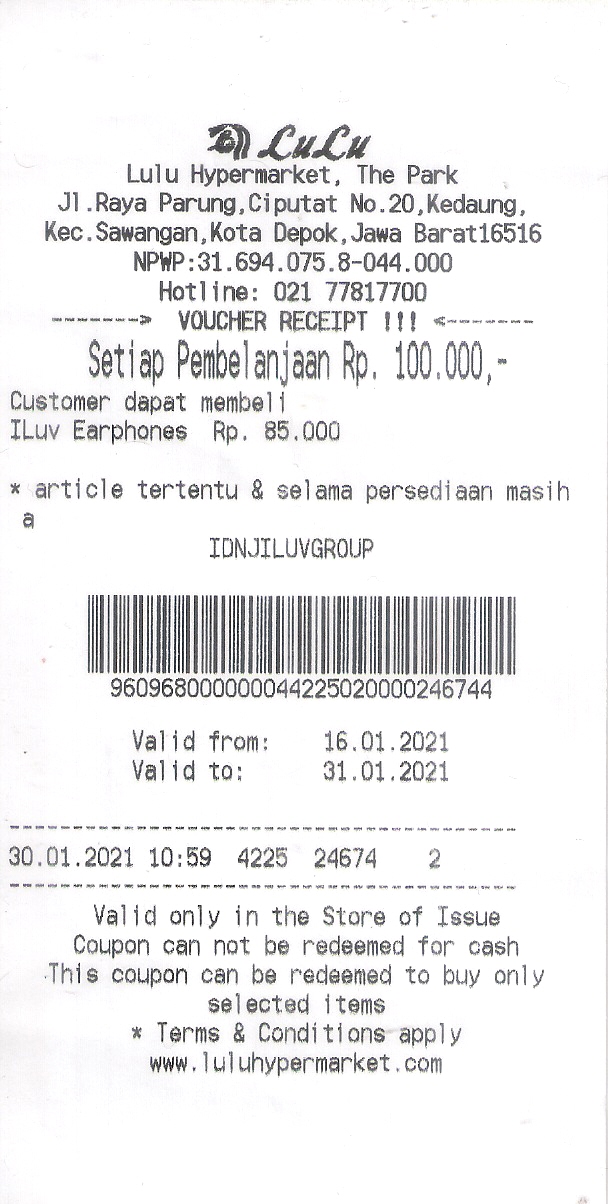 LuLu
Lulu Hypermarket, The Park
Jl.Raya Parung,Ciputat No.20,Kedaung,
Kec.Sawangan,Kota Depok,Jawa Barat16516
NPWP:31.694.075.8-044.000
Hotline: 021 77817700
-------> VOUCHER RECEIPT !!! <-------
Setiap Pembelanjaan Rp. 100.000,-
Customer dapat membeli
ILuv Earphones Rp. 85.000
* article tertentu & selama persediaan masih
a
IDNJILUVGROUP
960968000000044225020000246744
Valid from: 16.01.2021
Valid to: 31.01.2021
30.01.2021 10:59 4225 24674 2
Valid only in the Store of Issue
Coupon can not be redeemed for cash
This coupon can be redeemed to buy only
selected items
* Terms & Conditions apply
www.luluhypermarket.com